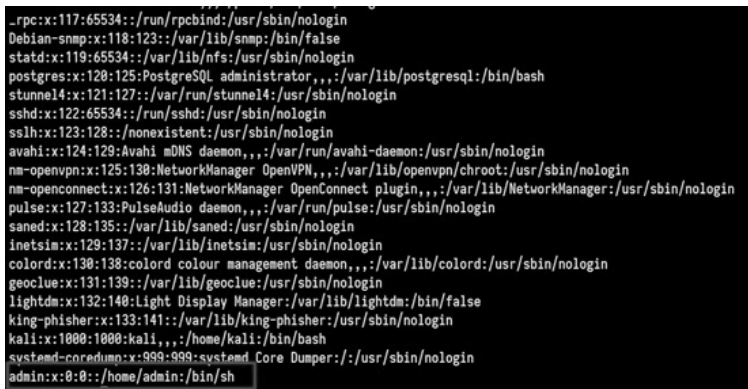 _rpc:x:117:65534::/run/rpcbind:/usr/sbin/nologin
Debian-snmp:x:118:123::/var/lib/snmp:/bin/false
statd:x:119:65534::/var/lib/nfs:/usr/sbin/nologin
postgres:x:120:125:PostgreSQL administrator,,,:/var/lib/postgresql:/bin/bash
stunnel4:x:121:127::/var/run/stunnel4:/usr/sbin/nologin
sshd:x:122:65534::/run/sshd:/usr/sbin/nologin
sslh:x:123:128::/nonexistent:/usr/sbin/nologin
avahi:x:124:129:Avahi mDNS daemon,,,:/var/run/avahi-daemon:/usr/sbin/nologin
nm-openvpn:x:125:130:NetworkManager OpenVPN,,,:/var/lib/openvpn/chroot:/usr/sbin/nologin
nm-openconnect:x:126:131:NetworkManager OpenConnect plugin,,,:/var/lib/NetworkManager:/usr/sbin/nologin
pulse:x:127:133:PulseAudio daemon,,,:/var/run/pulse:/usr/sbin/nologin
saned:x:128:135::/var/lib/saned:/usr/sbin/nologin
inetsim:x:129:137::/var/lib/inetsim:/usr/sbin/nologin
colord:x:130:138:colord colour management daemon,,,:/var/lib/colord:/usr/sbin/nologin
geoclue:x:131:139::/var/lib/geoclue:/usr/sbin/nologin
lightdm:x:132:140:Light Display Manager:/var/lib/lightdm:/bin/false
king-phisher:x:133:141::/var/lib/king-phisher:/usr/sbin/nologin
kali:x:1000:1000:kali,,,:/home/kali:/bin/bash
systemd-coredump:x:999:999:systemd Core Dumper:/:/usr/sbin/nologin
admin:x:0:0::/home/admin:/bin/sh